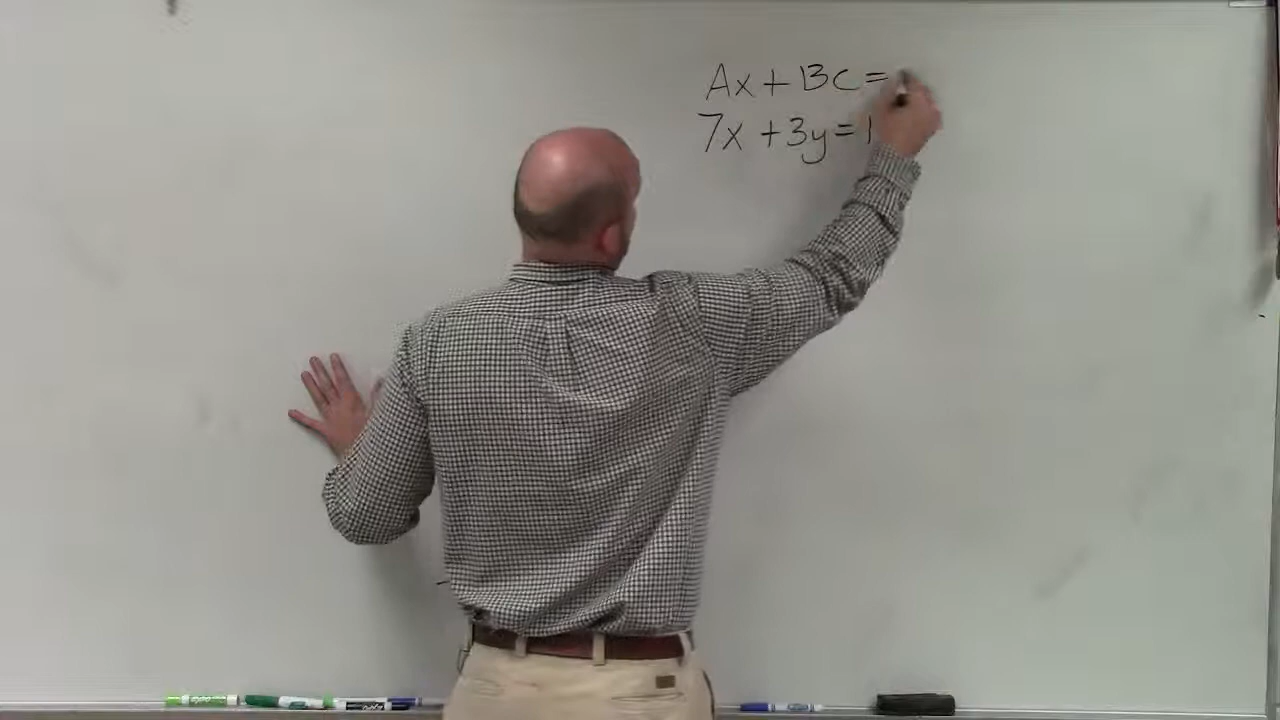 Ax + BC =
7x + 3y = 1